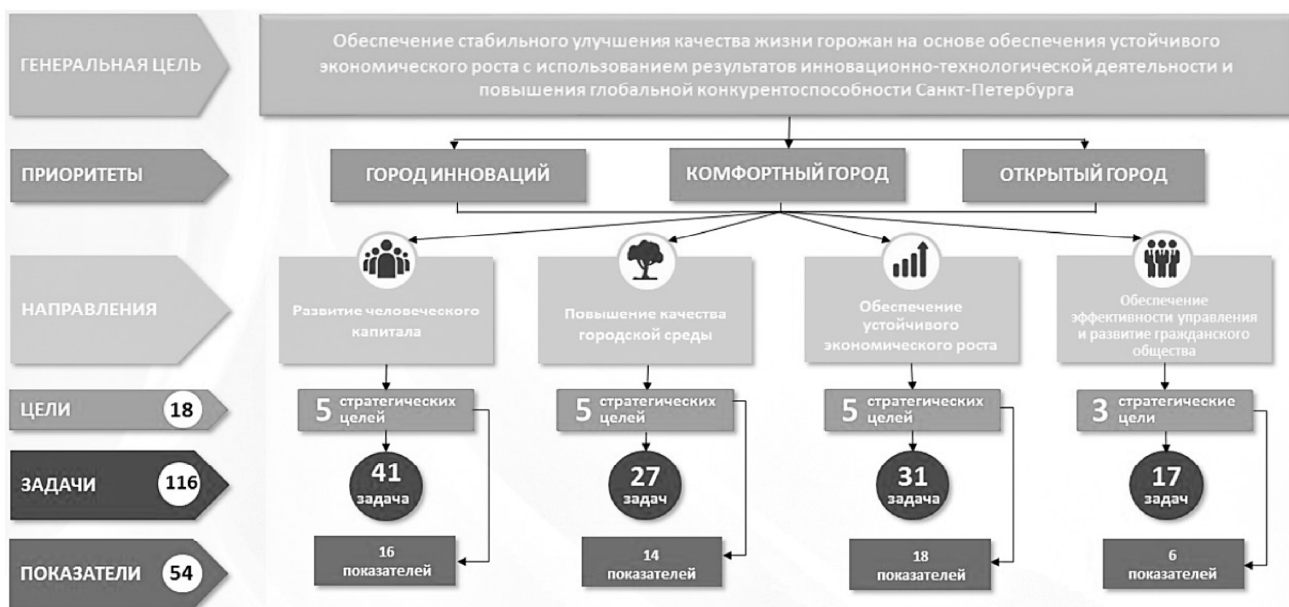 ГЕНЕРАЛЬНАЯ ЦЕЛЬ
Обеспечение стабильного улучшения качества жизни горожан на основе обеспечения устойчивого
экономического роста с использованием результатов инновационно-технологической деятельности и
повышения глобальной конкурентоспособности Санкт-Петербурга
ПРИОРИТЕТЫ
ГОРОД ИННОВАЦИЙ
КОМФОРТНЫЙ ГОРОД
ОТКРЫТЫЙ ГОРОД
НАПРАВЛЕНИЯ
Развитие человеческого
капитала
Повышение качества
городской среды
Обеспечение
устойчивого
экономического роста
Обеспечение
эффективности управления
и развитие гражданского
общества
ЦЕЛИ 18
5 стратегических
целей
5 стратегических
целей
5 стратегических
целей
3 стратегические
цели
ЗАДАЧИ 116
41
задача
27
задач
31
задача
17
задач
ПОКАЗАТЕЛИ 54
16
показателей
14
показателей
18
показателей
6
показателей